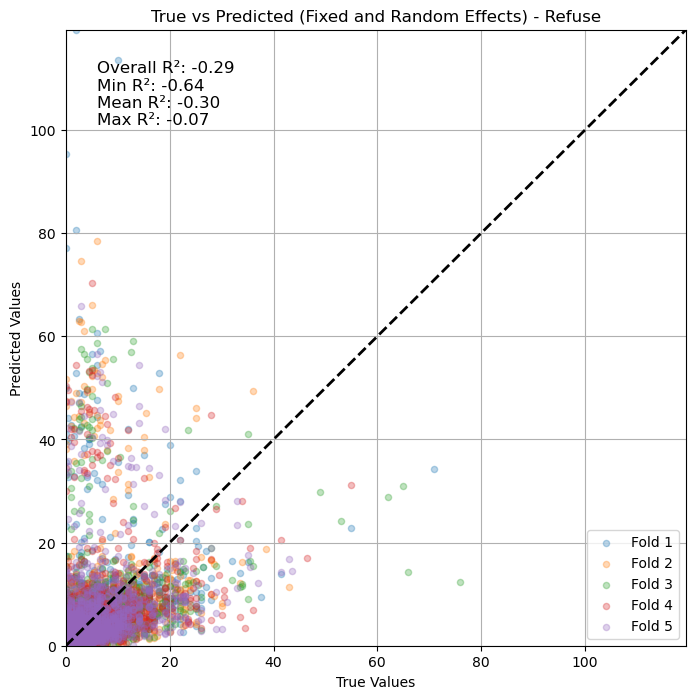 True vs Predicted (Fixed and Random Effects) - Refuse
Overall R²: -0.29
Min R²: -0.64
Mean R²: -0.30
Max R²: -0.07
100
80
60
40
20
0
Predicted Values
Fold 1
Fold 2
Fold 3
Fold 4
Fold 5
0 20 40 60 80 100
True Values